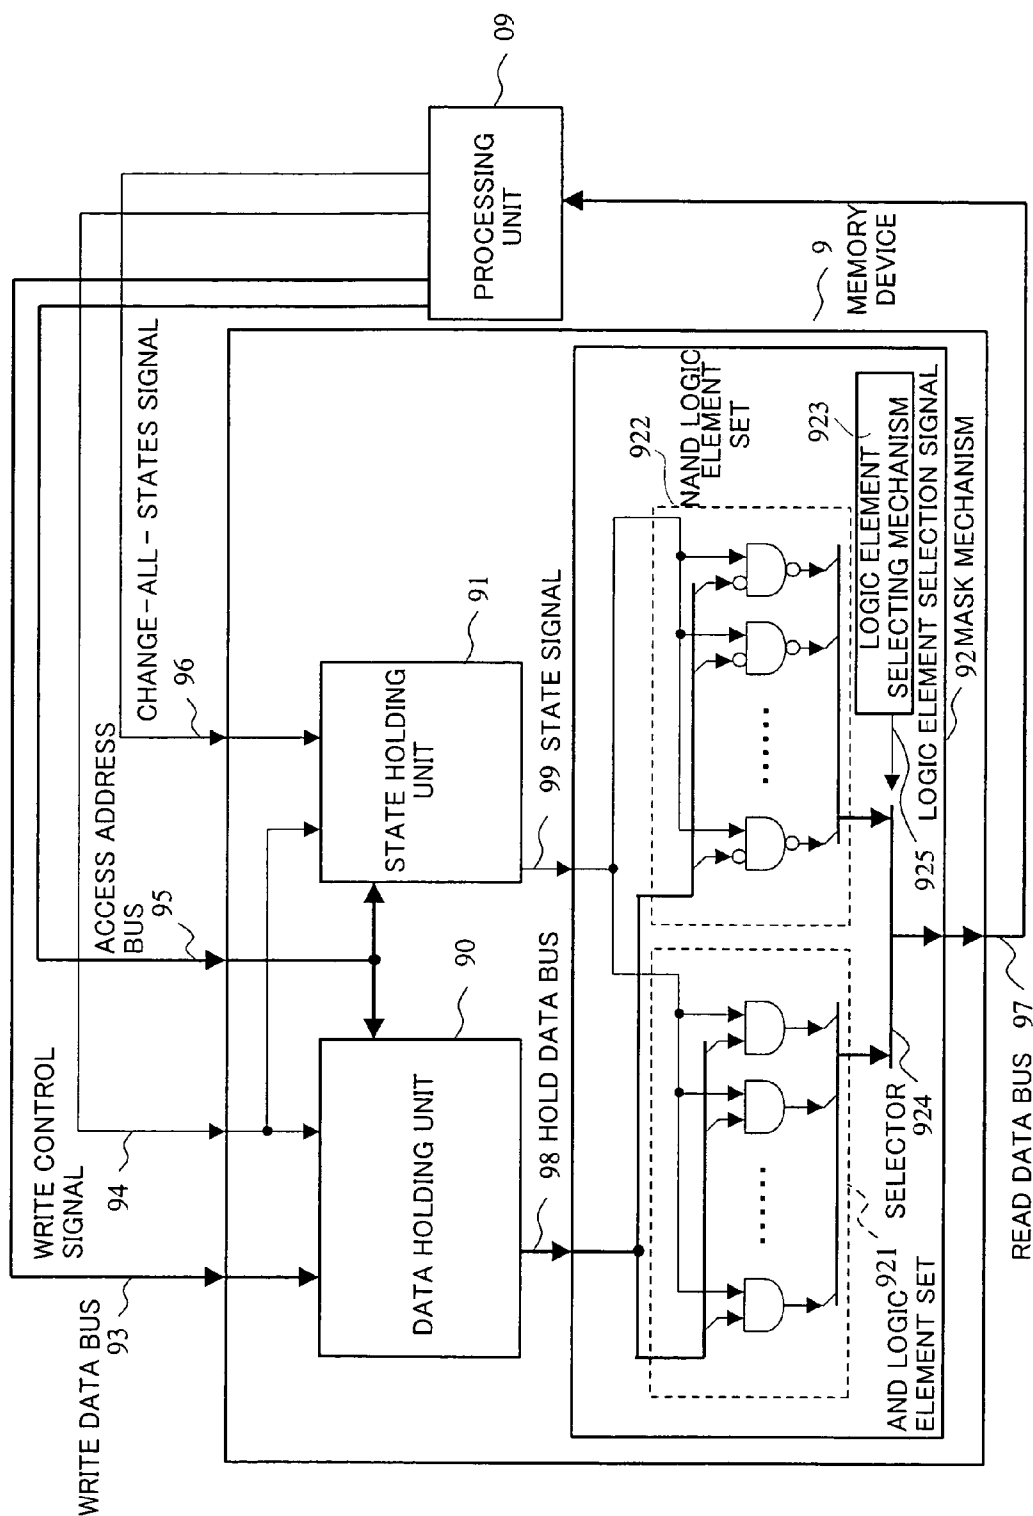 WRITE DATA BUS
93
WRITE CONTROL
SIGNAL
94
ACCESS ADDRESS
BUS
95
CHANGE-ALL-STATES SIGNAL
96
PROCESSING
UNIT
09
DATA HOLDING UNIT
90
STATE HOLDING
UNIT
91
98 HOLD DATA BUS
99 STATE SIGNAL
9
MEMORY
DEVICE
922
NAND LOGIC
ELEMENT
SET
LOGIC ELEMENT
SELECTING MECHANISM
923
LOGIC ELEMENT SELECTION SIGNAL
925
92 MASK MECHANISM
AND LOGIC
ELEMENT SET
921
SELECTOR
924
READ DATA BUS 97